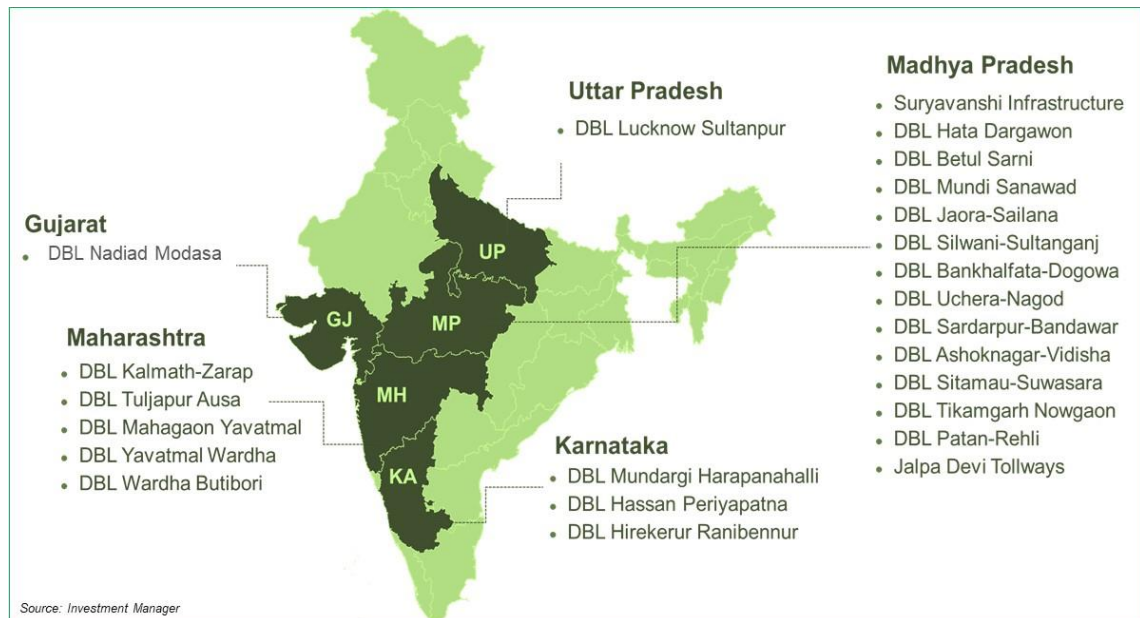 Uttar Pradesh
• DBL Lucknow Sultanpur
Madhya Pradesh
• Suryavanshi Infrastructure
• DBL Hata Dargawon
• DBL Betul Sarni
• DBL Mundi Sanawad
• DBL Jaora-Sailana
• DBL Silwani-Sultanganj
• DBL Bankhalfata-Dogowa
• DBL Uchera-Nagod
• DBL Sardarpur-Bandawar
• DBL Ashoknagar-Vidisha
• DBL Sitamau-Suwasara
• DBL Tikamgarh Nowgaon
• DBL Patan-Rehli
• Jalpa Devi Tollways
Gujarat
• DBL Nadiad Modasa
Maharashtra
• DBL Kalmath-Zarap
• DBL Tuljapur Ausa
• DBL Mahagaon Yavatmal
• DBL Yavatmal Wardha
• DBL Wardha Butibori
UP
GJ
MP
MH
KA
Karnataka
• DBL Mundargi Harapanahalli
• DBL Hassan Periyapatna
• DBL Hirekerur Ranibennur
Source: Investment Manager